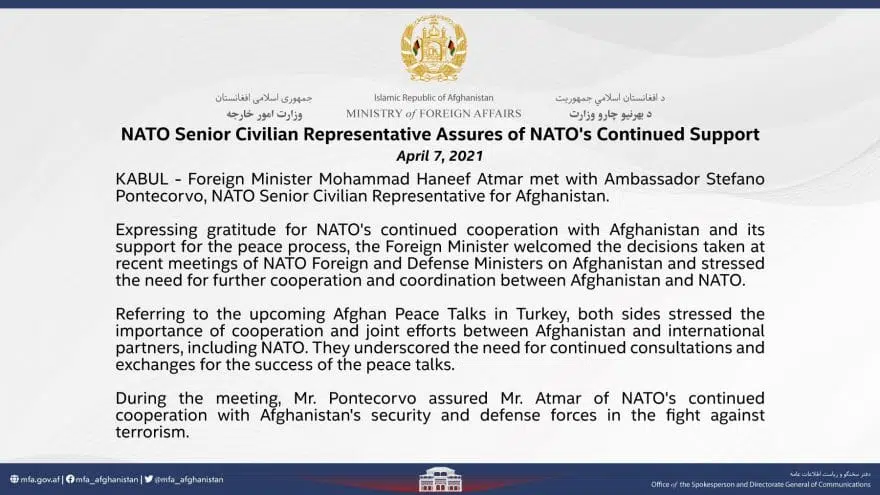 جمهوری اسلامی افغانستان
وزارت امور خارجه
Islamic Republic of Afghanistan
MINISTRY of FOREIGN AFFAIRS
د افغانستان اسلامي جمهوریت
د بهرنیو چارو وزارت
NATO Senior Civilian Representative Assures of NATO's Continued Support
April 7, 2021
KABUL - Foreign Minister Mohammad Haneef Atmar met with Ambassador Stefano
Pontecorvo, NATO Senior Civilian Representative for Afghanistan.
Expressing gratitude for NATO's continued cooperation with Afghanistan and its
support for the peace process, the Foreign Minister welcomed the decisions taken at
recent meetings of NATO Foreign and Defense Ministers on Afghanistan and stressed
the need for further cooperation and coordination between Afghanistan and NATO.
Referring to the upcoming Afghan Peace Talks in Turkey, both sides stressed the
importance of cooperation and joint efforts between Afghanistan and international
partners, including NATO. They underscored the need for continued consultations and
exchanges for the success of the peace talks.
During the meeting, Mr. Pontecorvo assured Mr. Atmar of NATO's continued
cooperation with Afghanistan's security and defense forces in the fight against
terrorism.
mfa.gov.af | mfa_afghanistan | @mfa_afghanistan
دفتر سخنگو و ریاست اطلاعات عامه
Office of the Spokesperson and Directorate General of Communications